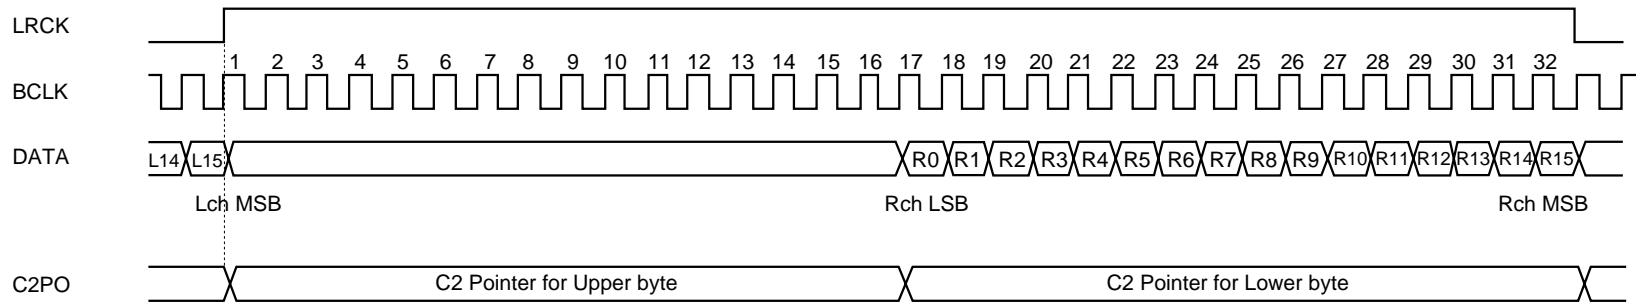 LRCK
1 2 3 4 5 6 7 8 9 10 11 12 13 14 15 16 17 18 19 20 21 22 23 24 25 26 27 28 29 30 31 32
BCLK
DATA L14 L15 R0 R1 R2 R3 R4 R5 R6 R7 R8 R9 R10 R11 R12 R13 R14 R15
Lch MSB Rch LSB Rch MSB
C2PO C2 Pointer for Upper byte C2 Pointer for Lower byte